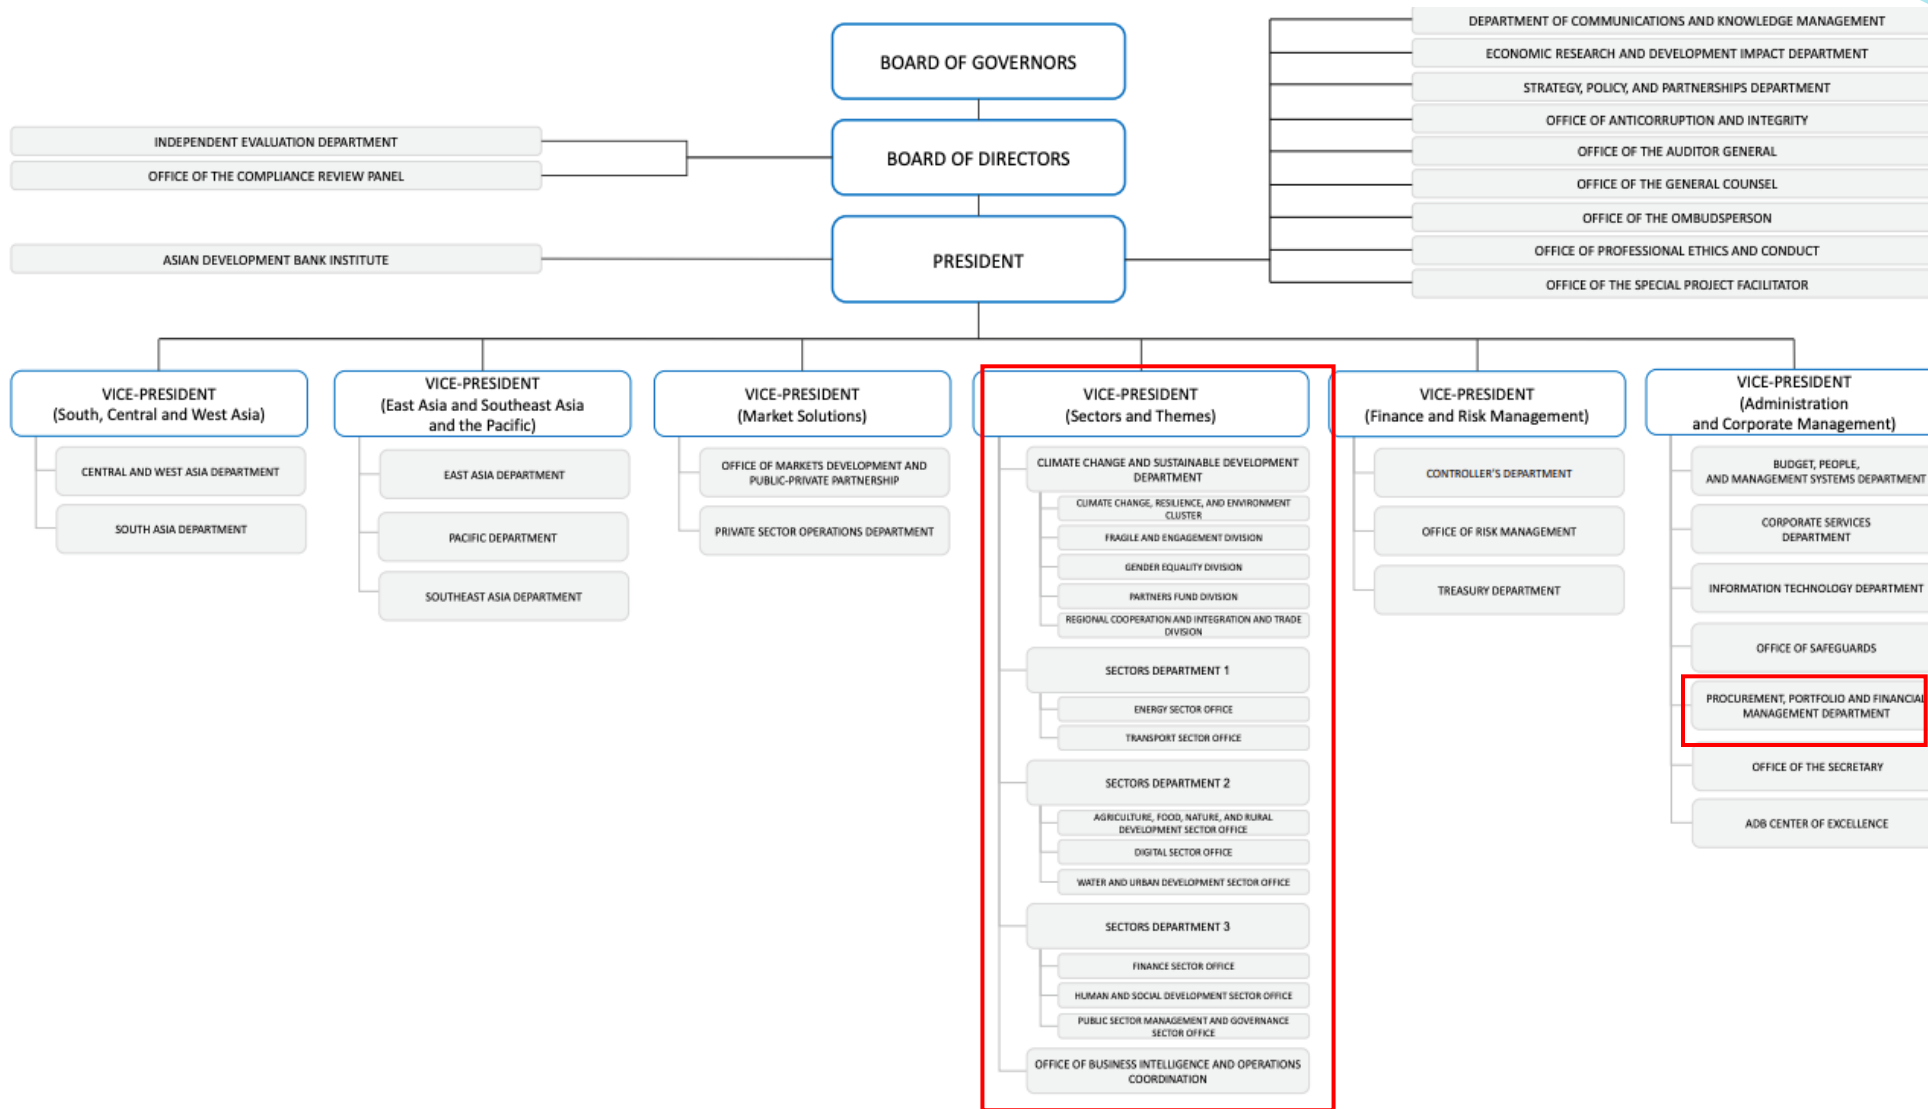 BOARD OF GOVERNORS
BOARD OF DIRECTORS
PRESIDENT
INDEPENDENT EVALUATION DEPARTMENT
OFFICE OF THE COMPLIANCE REVIEW PANEL
ASIAN DEVELOPMENT BANK INSTITUTE
DEPARTMENT OF COMMUNICATIONS AND KNOWLEDGE MANAGEMENT
ECONOMIC RESEARCH AND DEVELOPMENT IMPACT DEPARTMENT
STRATEGY, POLICY, AND PARTNERSHIPS DEPARTMENT
OFFICE OF ANTICORRUPTION AND INTEGRITY
OFFICE OF THE AUDITOR GENERAL
OFFICE OF THE GENERAL COUNSEL
OFFICE OF THE OMBUDSPERSON
OFFICE OF PROFESSIONAL ETHICS AND CONDUCT
OFFICE OF THE SPECIAL PROJECT FACILITATOR
VICE-PRESIDENT
(South, Central and West Asia)
CENTRAL AND WEST ASIA DEPARTMENT
SOUTH ASIA DEPARTMENT
VICE-PRESIDENT
(East Asia and Southeast Asia
and the Pacific)
EAST ASIA DEPARTMENT
PACIFIC DEPARTMENT
SOUTHEAST ASIA DEPARTMENT
VICE-PRESIDENT
(Market Solutions)
OFFICE OF MARKETS DEVELOPMENT AND
PUBLIC-PRIVATE PARTNERSHIP
PRIVATE SECTOR OPERATIONS DEPARTMENT
VICE-PRESIDENT
(Sectors and Themes)
CLIMATE CHANGE AND SUSTAINABLE DEVELOPMENT
DEPARTMENT
CLIMATE CHANGE, RESILIENCE, AND ENVIRONMENT
CLUSTER
FRAGILE AND ENGAGEMENT DIVISION
GENDER EQUALITY DIVISION
PARTNERS FUND DIVISION
REGIONAL COOPERATION AND INTEGRATION AND TRADE
DIVISION
SECTORS DEPARTMENT 1
ENERGY SECTOR OFFICE
TRANSPORT SECTOR OFFICE
SECTORS DEPARTMENT 2
AGRICULTURE, FOOD, NATURE, AND RURAL
DEVELOPMENT SECTOR OFFICE
DIGITAL SECTOR OFFICE
WATER AND URBAN DEVELOPMENT SECTOR OFFICE
SECTORS DEPARTMENT 3
FINANCE SECTOR OFFICE
HUMAN AND SOCIAL DEVELOPMENT SECTOR OFFICE
PUBLIC SECTOR MANAGEMENT AND GOVERNANCE
SECTOR OFFICE
OFFICE OF BUSINESS INTELLIGENCE AND OPERATIONS
COORDINATION
VICE-PRESIDENT
(Finance and Risk Management)
CONTROLLER'S DEPARTMENT
OFFICE OF RISK MANAGEMENT
TREASURY DEPARTMENT
VICE-PRESIDENT
(Administration
and Corporate Management)
BUDGET, PEOPLE,
AND MANAGEMENT SYSTEMS DEPARTMENT
CORPORATE SERVICES
DEPARTMENT
INFORMATION TECHNOLOGY DEPARTMENT
OFFICE OF SAFEGUARDS
PROCUREMENT, PORTFOLIO AND FINANCIAL
MANAGEMENT DEPARTMENT
OFFICE OF THE SECRETARY
ADB CENTER OF EXCELLENCE